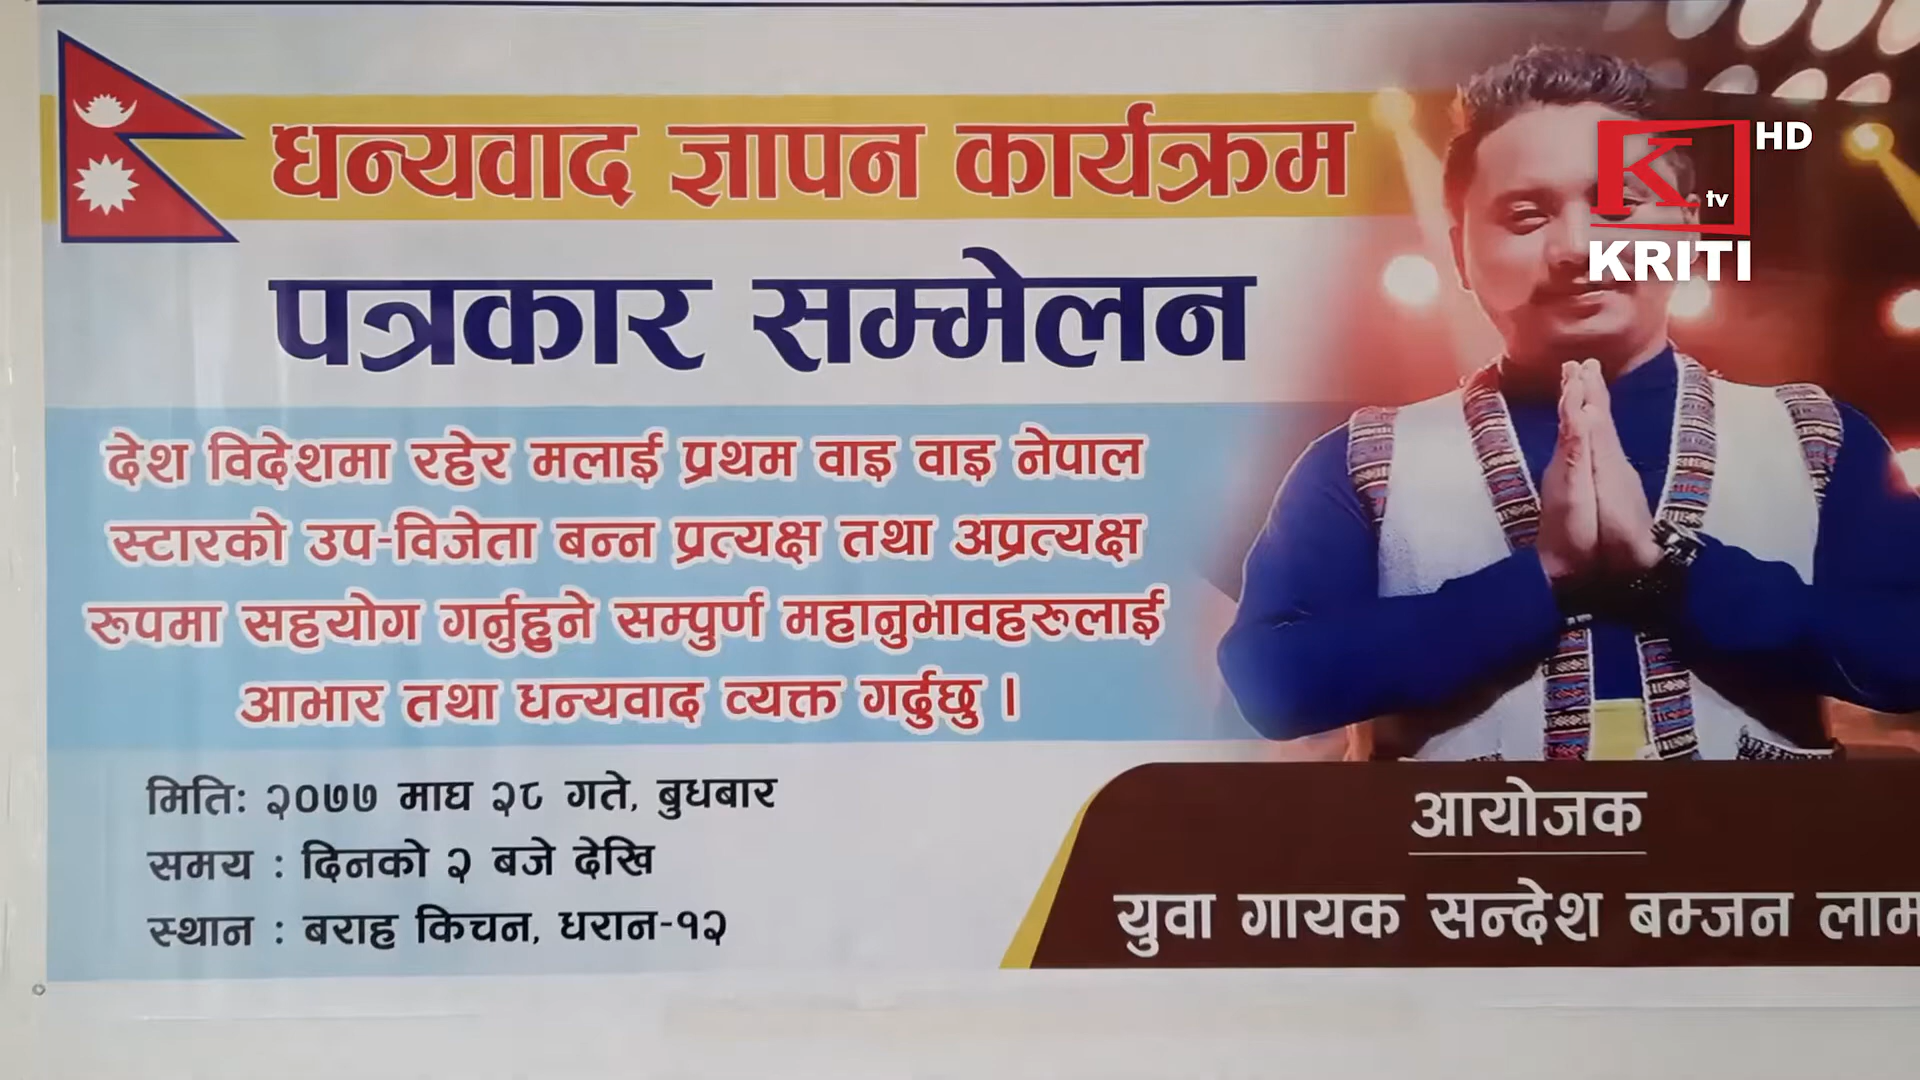 धन्यवाद ज्ञापन कार्यक्रम
पत्रकार सम्मेलन
देश विदेशमा रहेर मलाई प्रथम वाइ वाइ नेपाल
स्टारको उप-विजेता बन्न प्रत्यक्ष तथा अप्रत्यक्ष
रुपमा सहयोग गर्नुहुने सम्पुर्ण महानुभावहरूलाई
आभार तथा धन्यवाद व्यक्त गर्दुछु ।
मिति: २०७७ माघ २८ गते, बुधबार
समय : दिनको २ बजे देखि
स्थान : बराह किचन, धरान-१२
आयोजक
युवा गायक सन्देश बम्जन लाम
K tv HD
KRITI